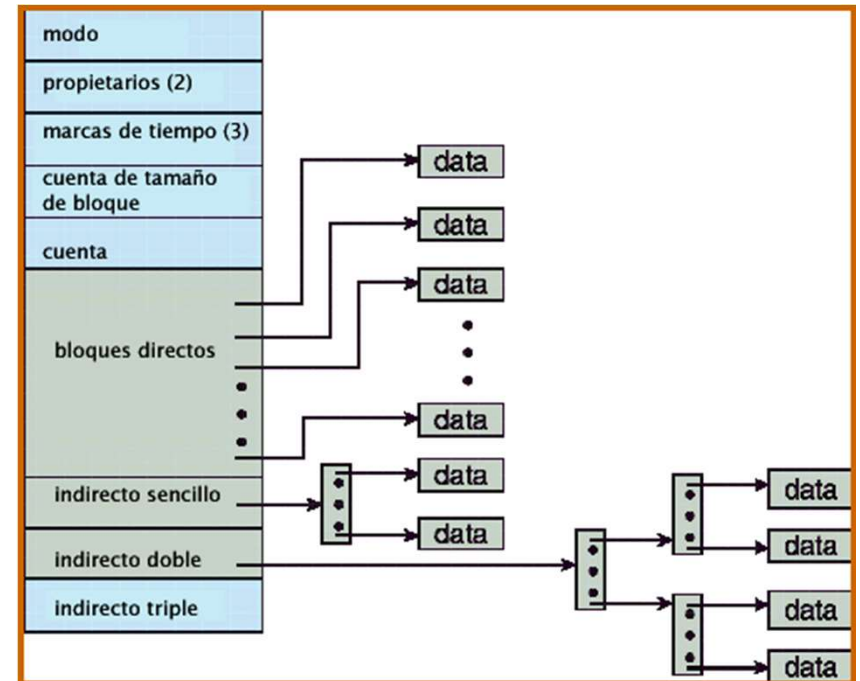 modo
propietarios (2)
marcas de tiempo (3)
cuenta de tamaño
de bloque
cuenta
bloques directos
indirecto sencillo
indirecto doble
indirecto triple
data
data
data
data
data
data
data
data
data
data